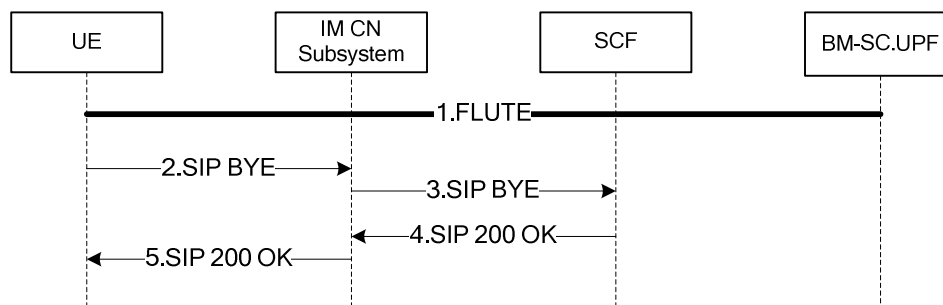 UE
IM CN
Subsystem
SCF
BM-SC.UPF
1.FLUTE
2.SIP BYE
3.SIP BYE
4.SIP 200 OK
5.SIP 200 OK